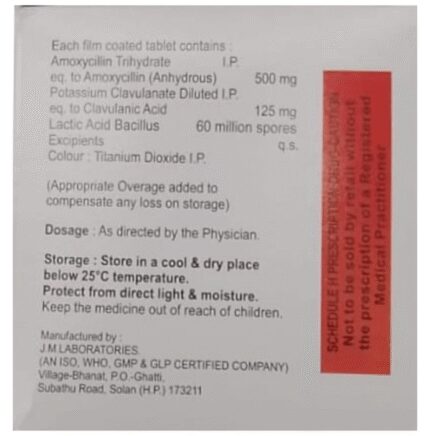 Each film coated tablet contains :
Amoxycillin Trihydrate I.P.
eq. to Amoxycillin (Anhydrous) 500 mg
Potassium Clavulanate Diluted I.P.
eq. to Clavulanic Acid 125 mg
Lactic Acid Bacillus 60 million spores
Excipients q.s.
Colour : Titanium Dioxide I.P.
(Appropriate Overage added to
compensate any loss on storage)
Dosage : As directed by the Physician.
Storage : Store in a cool & dry place
below 25°C temperature.
Protect from direct light & moisture.
Keep the medicine out of reach of children.
Manufactured by :
J.M LABORATORIES
(AN ISO, WHO, GMP & GLP CERTIFIED COMPANY)
Village-Bhanat, P.O.-Ghatti,
Subathu Road, Solan (H.P.) 173211
SCHEDULE H PRESCRIPTION DRUG-CAUTION
Not to be sold by retail without
the prescription of a Registered
Medical Practitioner